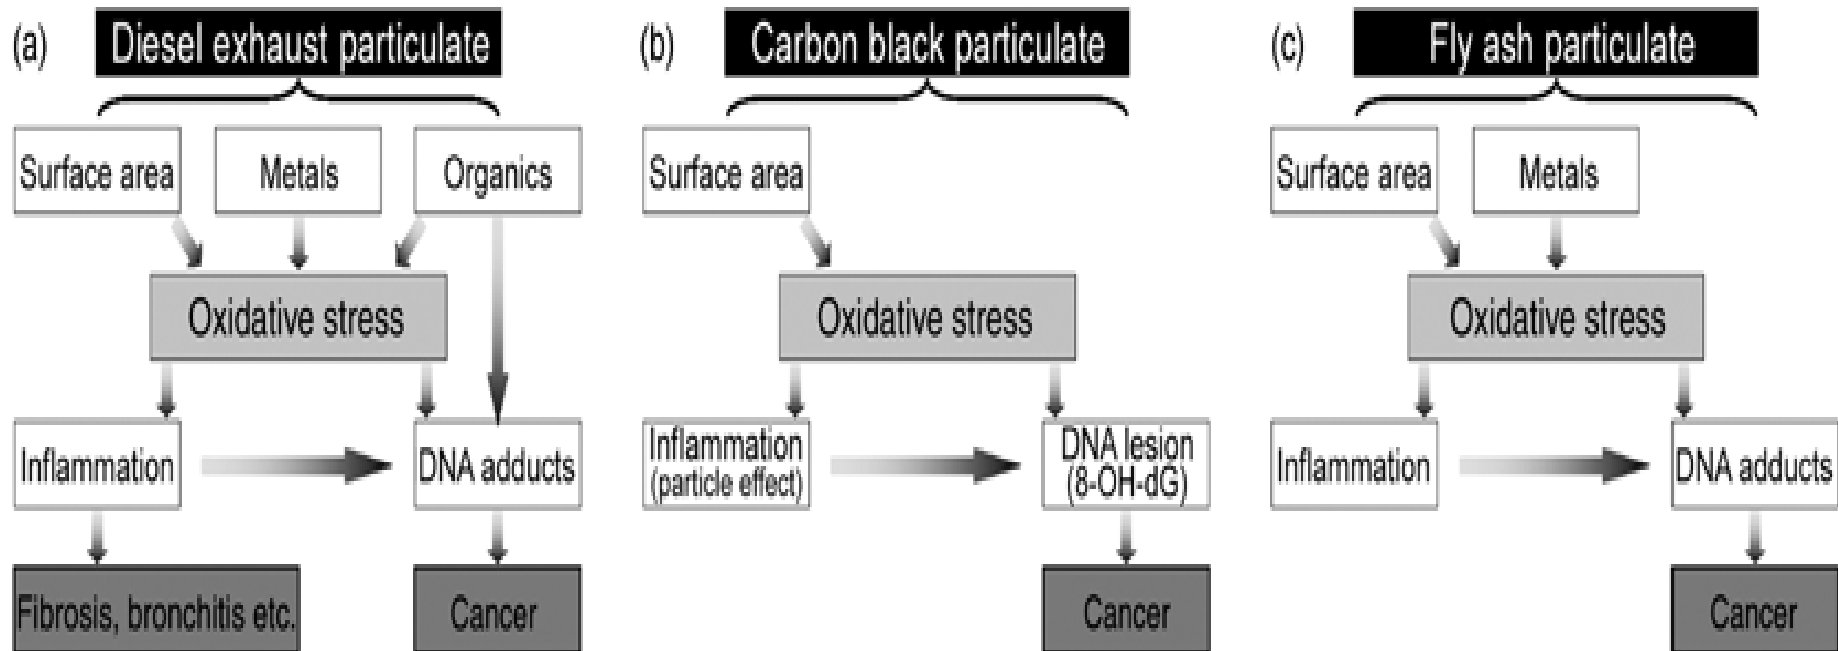 (a)
Diesel exhaust particulate
Surface area
Metals
Organics
Oxidative stress
Inflammation
DNA adducts
Fibrosis, bronchitis etc.
Cancer
(b)
Carbon black particulate
Surface area
Oxidative stress
Inflammation
(particle effect)
DNA lesion
(8-OH-dG)
Cancer
(c)
Fly ash particulate
Surface area
Metals
Oxidative stress
Inflammation
DNA adducts
Cancer